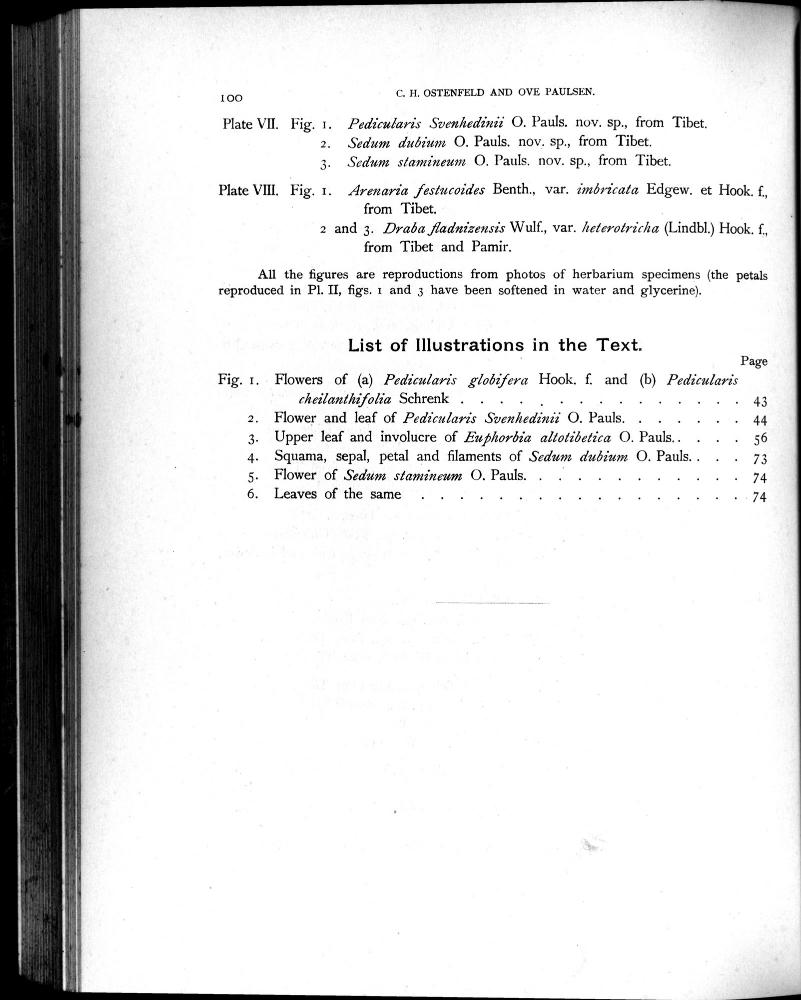 100
C. H. OSTENFELD AND OVE PAULSEN.
Plate VII. Fig. 1. Pedicularis Svenhedinii O. Pauls. nov. sp., from Tibet.
2. Sedum dubium O. Pauls. nov. sp., from Tibet.
3. Sedum stamineum O. Pauls. nov. sp., from Tibet.
Plate VIII. Fig. 1. Arenaria festucoides Benth., var. imbricata Edgew. et Hook. f.,
from Tibet.
2 and 3. Draba fladnizensis Wulf., var. heterotricha (Lindbl.) Hook. f.,
from Tibet and Pamir.
All the figures are reproductions from photos of herbarium specimens (the petals
reproduced in Pl. II, figs. 1 and 3 have been softened in water and glycerine).
List of Illustrations in the Text.
Page
Fig. 1. Flowers of (a) Pedicularis globifera Hook. f. and (b) Pedicularis
cheilanthifolia Schrenk . . . . . . . . . . . . . . . 43
2. Flower and leaf of Pedicularis Svenhedinii O. Pauls. . . . . . . 44
3. Upper leaf and involucre of Euphorbia altotibetica O. Pauls. . . . . 56
4. Squama, sepal, petal and filaments of Sedum dubium O. Pauls. . . . 73
5. Flower of Sedum stamineum O. Pauls. . . . . . . . . . . . 74
6. Leaves of the same . . . . . . . . . . . . . . . . . 74